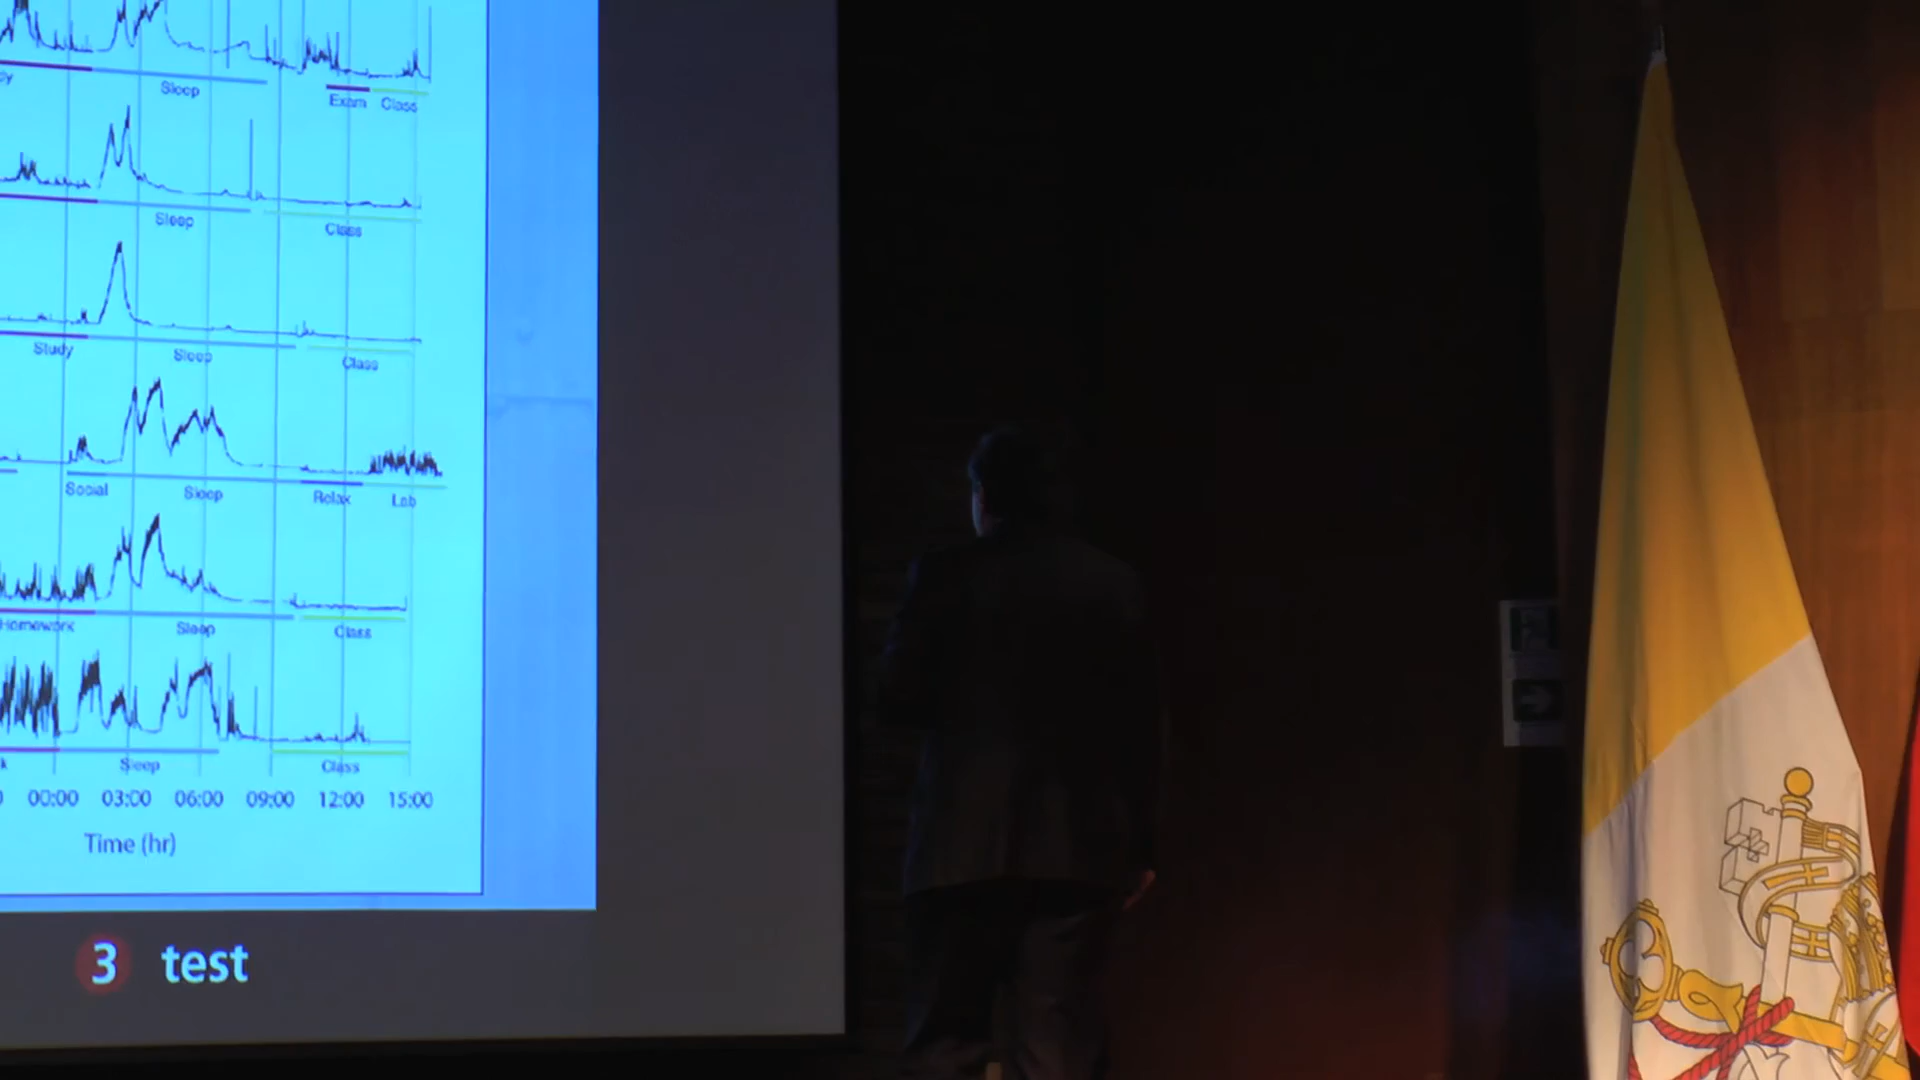 Sleep
Exam Class
Sleep
Class
Study Sleep Class
Social Sleep Relax Lab
Homework Sleep Class
Sleep Class
00:00 03:00 06:00 09:00 12:00 15:00
Time (hr)
3 test